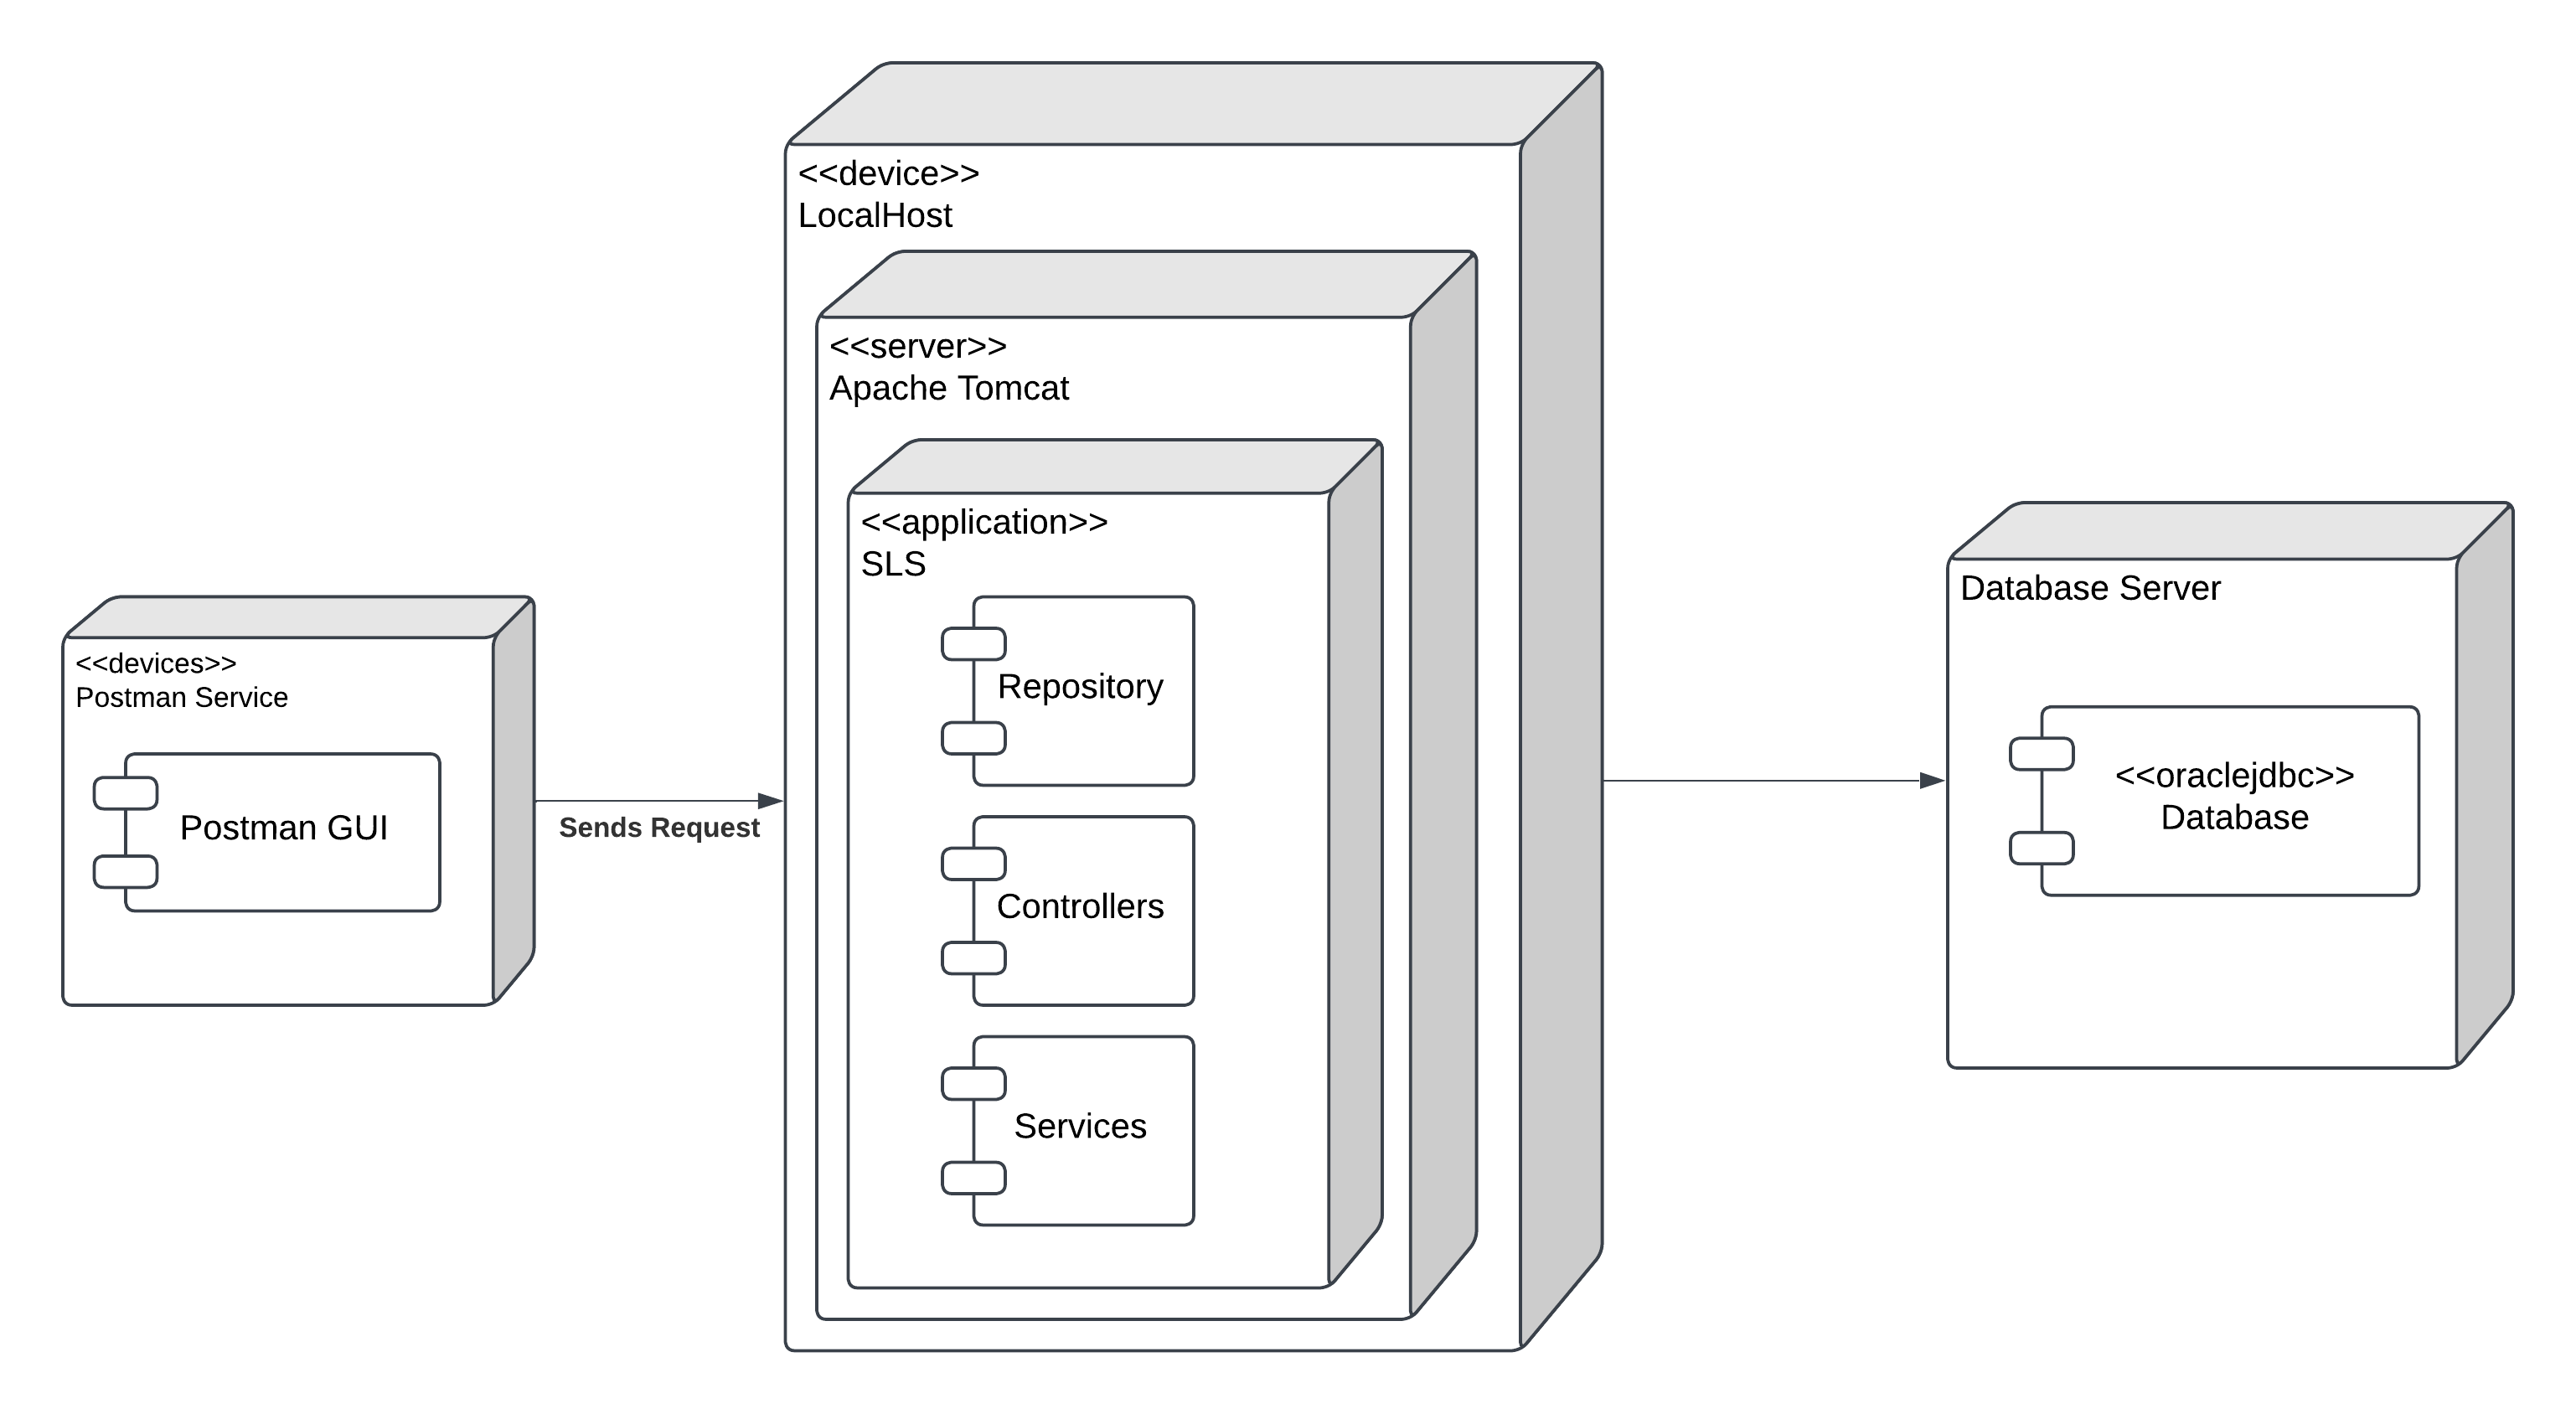 <<devices>>
Postman Service
Postman GUI
Sends Request
<<device>>
LocalHost
<<server>>
Apache Tomcat
<<application>>
SLS
Repository
Controllers
Services
Database Server
<<oraclejdbc>>
Database